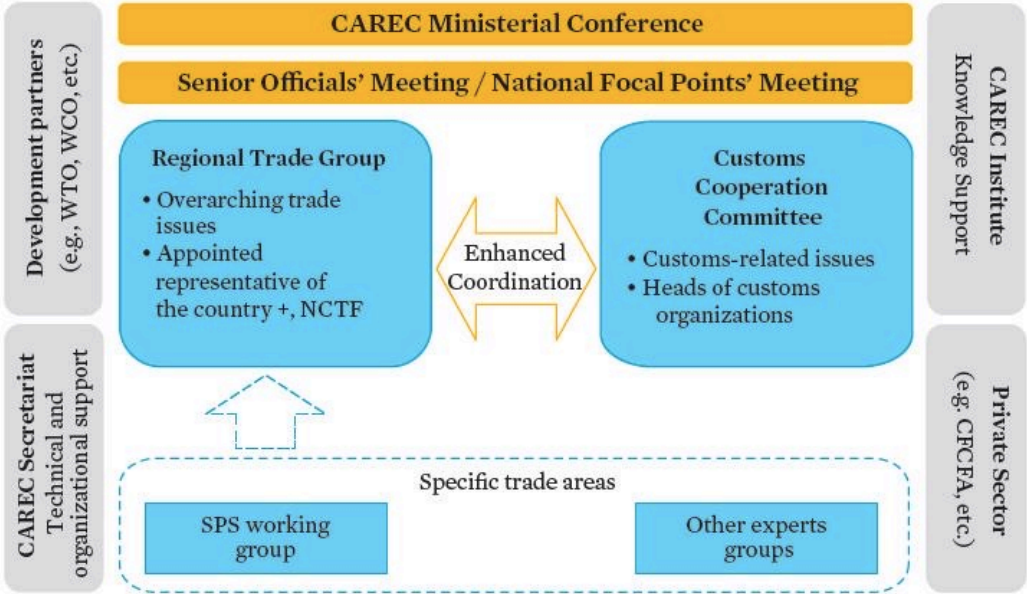 CAREC Ministerial Conference
Senior Officials’ Meeting / National Focal Points’ Meeting
Development partners
(e.g., WTO, WCO, etc.)
CAREC Secretariat
Technical and
organizational support
Regional Trade Group
• Overarching trade
issues
• Appointed
representative of
the country +, NCTF
Enhanced
Coordination
Customs
Cooperation
Committee
• Customs-related issues
• Heads of customs
organizations
Specific trade areas
SPS working
group
Other experts
groups
CAREC Institute
Knowledge Support
Private Sector
(e.g. CFCFA, etc.)